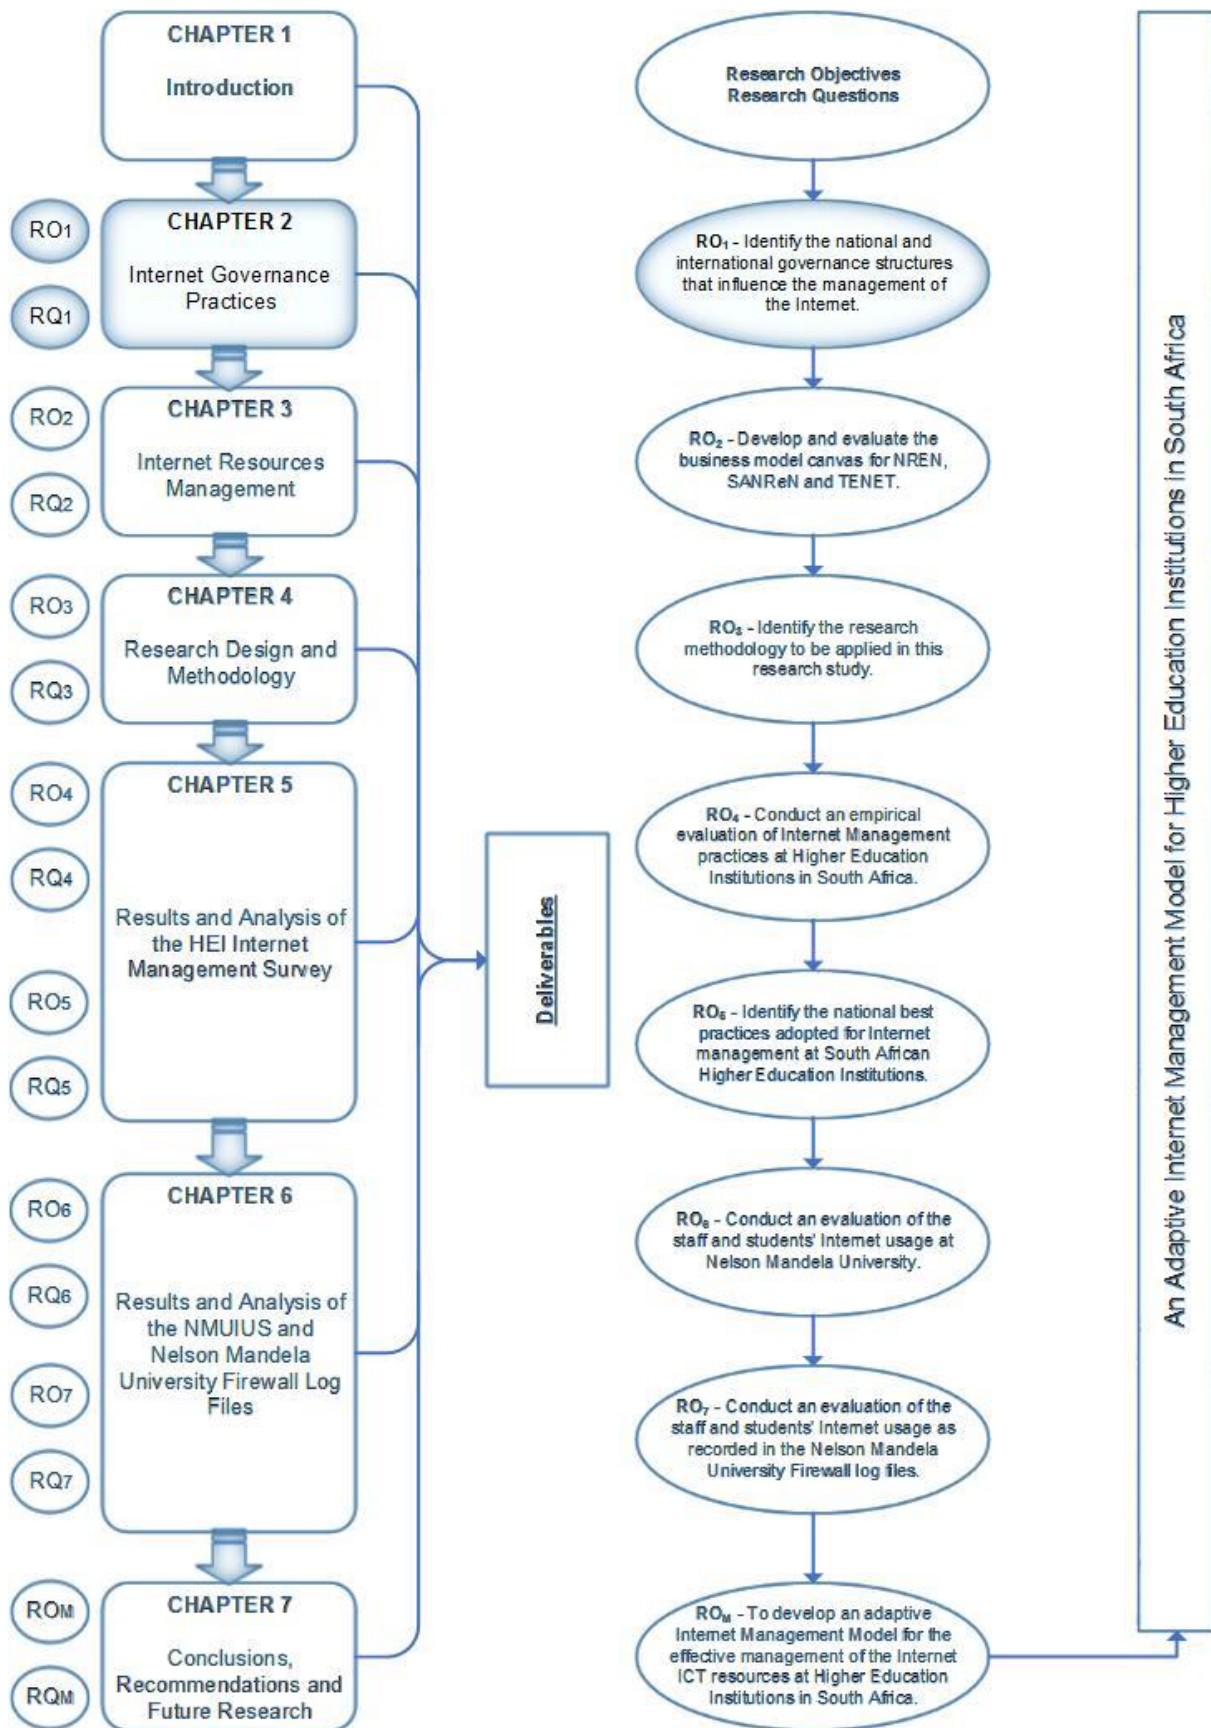 CHAPTER 1
Introduction
RO1
RQ1
CHAPTER 2
Internet Governance
Practices
RO2
RQ2
CHAPTER 3
Internet Resources
Management
RO3
RQ3
CHAPTER 4
Research Design and
Methodology
RO4
RQ4
RO5
RQ5
CHAPTER 5
Results and Analysis of
the HEI Internet
Management Survey
RO6
RQ6
RO7
RQ7
CHAPTER 6
Results and Analysis of
the NMUIUS and
Nelson Mandela
University Firewall Log
Files
ROM
RQM
CHAPTER 7
Conclusions,
Recommendations and
Future Research
Deliverables
Research Objectives
Research Questions
RO1 - Identify the national and
international governance structures
that influence the management of
the Internet.
RO2 - Develop and evaluate the
business model canvas for NREN,
SANReN and TENET.
RO3 - Identify the research
methodology to be applied in this
research study.
RO4 - Conduct an empirical
evaluation of Internet Management
practices at Higher Education
Institutions in South Africa.
RO5 - Identify the national best
practices adopted for Internet
management at South African
Higher Education Institutions.
RO6 - Conduct an evaluation of the
staff and students' Internet usage at
Nelson Mandela University.
RO7 - Conduct an evaluation of the
staff and students' Internet usage as
recorded in the Nelson Mandela
University Firewall log files.
ROM - To develop an adaptive
Internet Management Model for the
effective management of the Internet
ICT resources at Higher Education
Institutions in South Africa.
An Adaptive Internet Management Model for Higher Education Institutions in South Africa